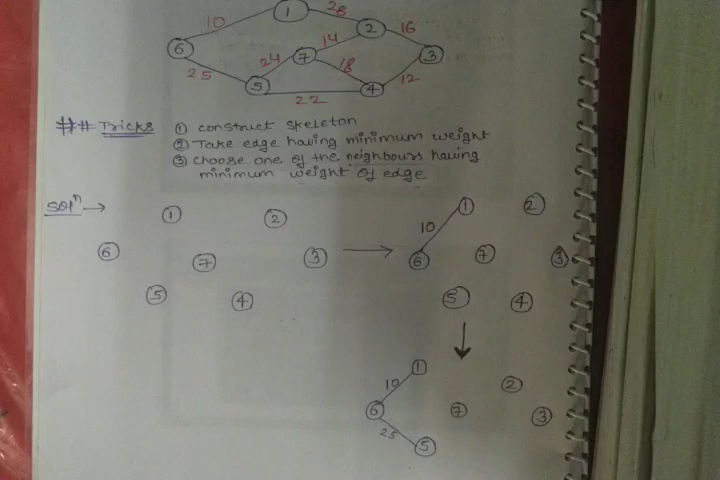 10 1 28
2 16
6 14
24 7 3
25 18
5 4 12
22
## Tricks ① construct skeleton
② Take edge having minimum weight
③ choose one of the neighbours having
minimum weight of edge
Solⁿ →
1 2
6 7 3
5 4
1 2
10
6 7 3
5 4
1
10 2
6 7 3
25
5